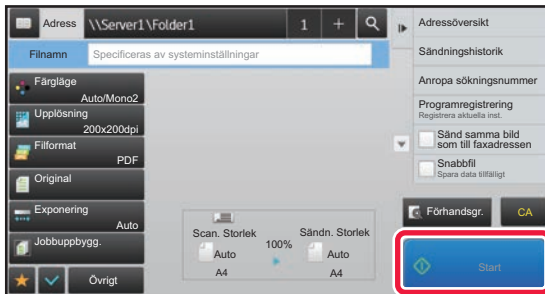 Adress \\Server1\Folder1 1 +
Filnamn Specificeras av systeminställningar
Färgläge
Auto/Mono2
Upplösning
200x200dpi
Filformat
PDF
Original
Exponering
Auto
Jobbuppbygg.
Övrigt
Scan. Storlek
Auto
A4
100%
Sändn. Storlek
Auto
A4
Adressöversikt
Sändningshistorik
Anropa sökningsnummer
Programregistrering
Registrera aktuella inst.
Sänd samma bild
som till faxadressen
Snabbfil
Spara data tillfälligt
Förhandsgr.
CA
Start